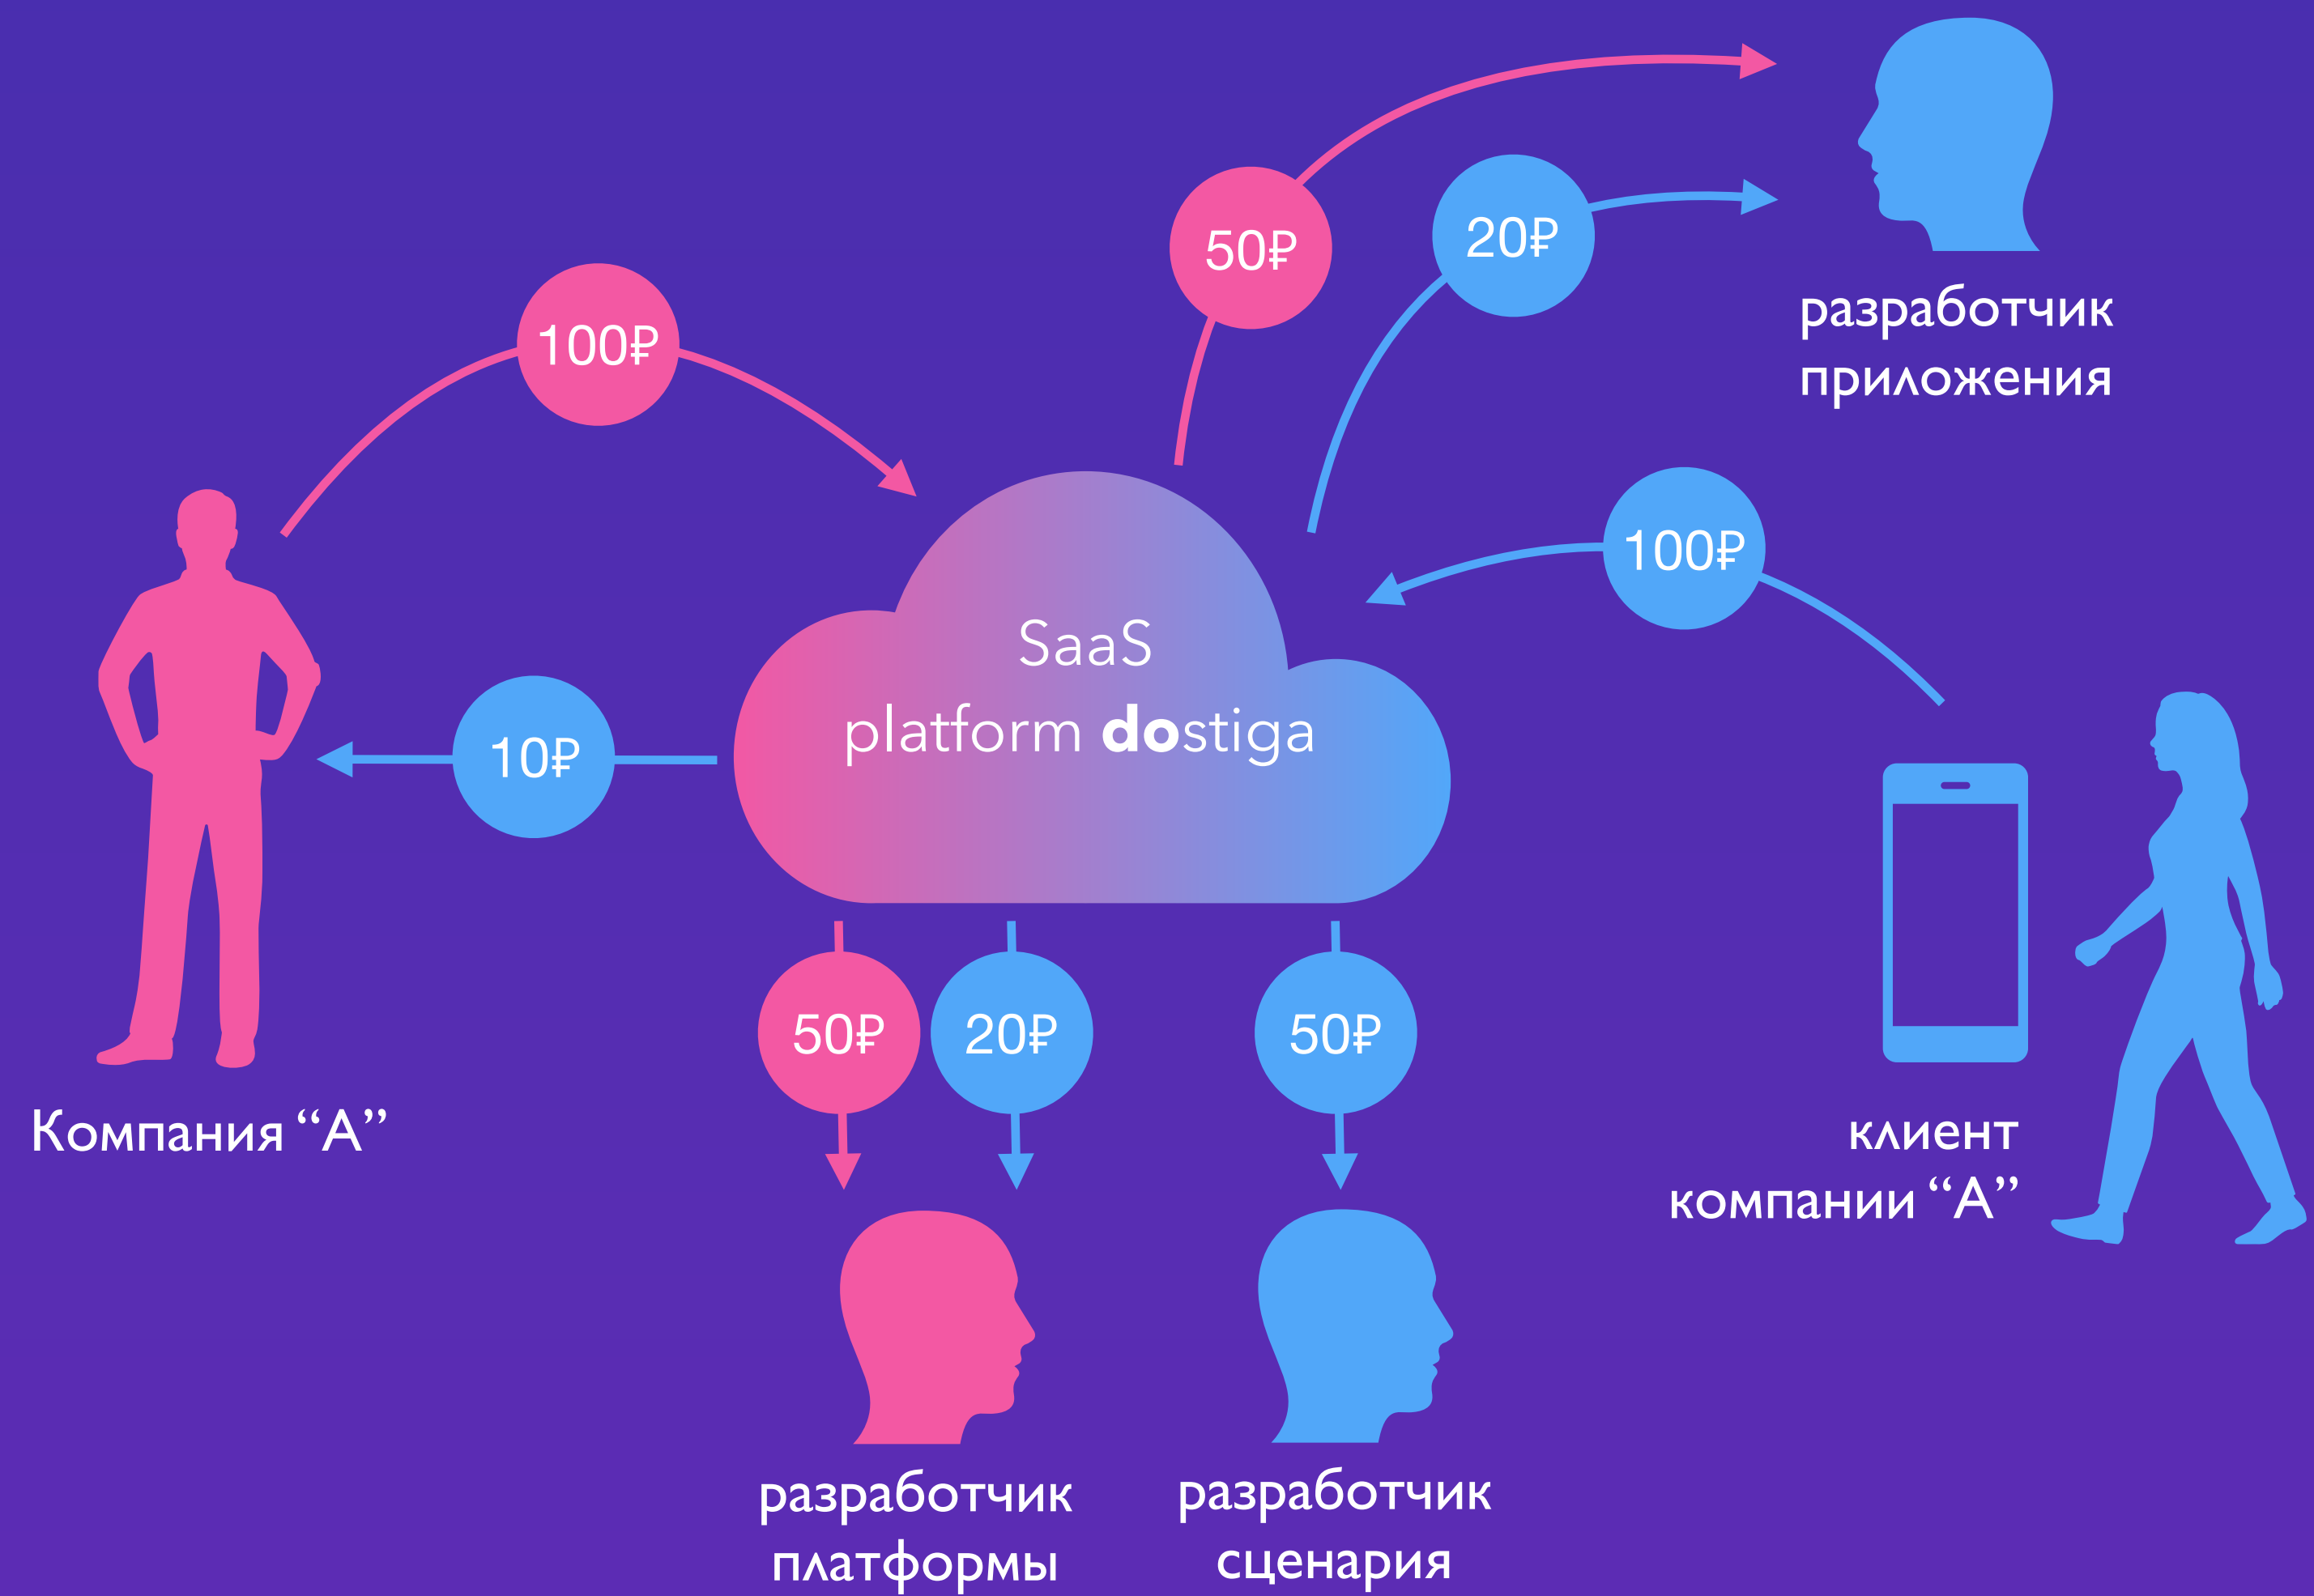 50₽
20₽
разработчик
приложения
100₽
100₽
SaaS
platform dostiga
10₽
50₽
20₽
50₽
Компания “А”
клиент
компании “А”
разработчик
платформы
разработчик
сценария